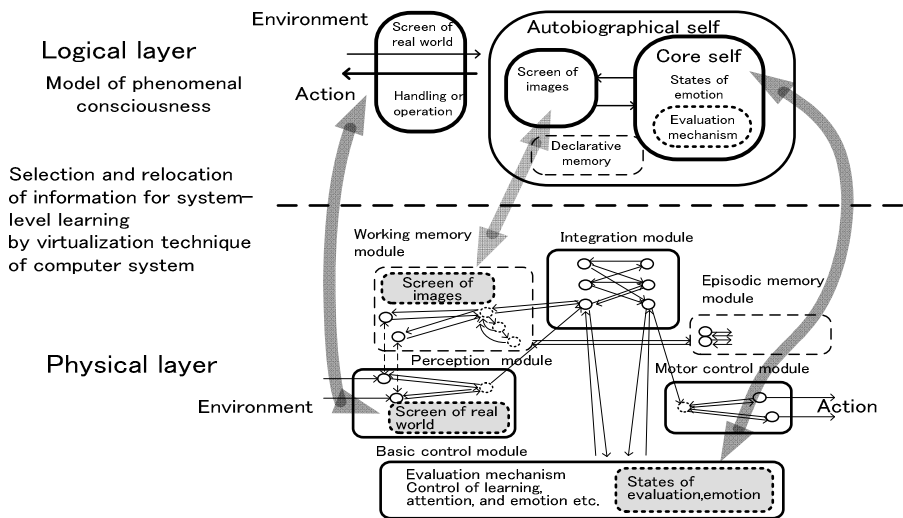 Environment
Screen of
real world
Autobiographical self
Logical layer
Model of phenomenal
consciousness
Action
Handling or
operation
Screen of
images
Core self
States of
emotion
Evaluation
mechanism
Declarative
memory
Selection and relocation
of information for system-
level learning
by virtualization technique
of computer system
Working memory
module
Integration module
Screen of
images
Episodic memory
module
Physical layer
Perception module
Motor control module
Environment
Screen of real
world
Action
Basic control module
Evaluation mechanism
Control of learning,
attention, and emotion etc.
States of
evaluation,emotion